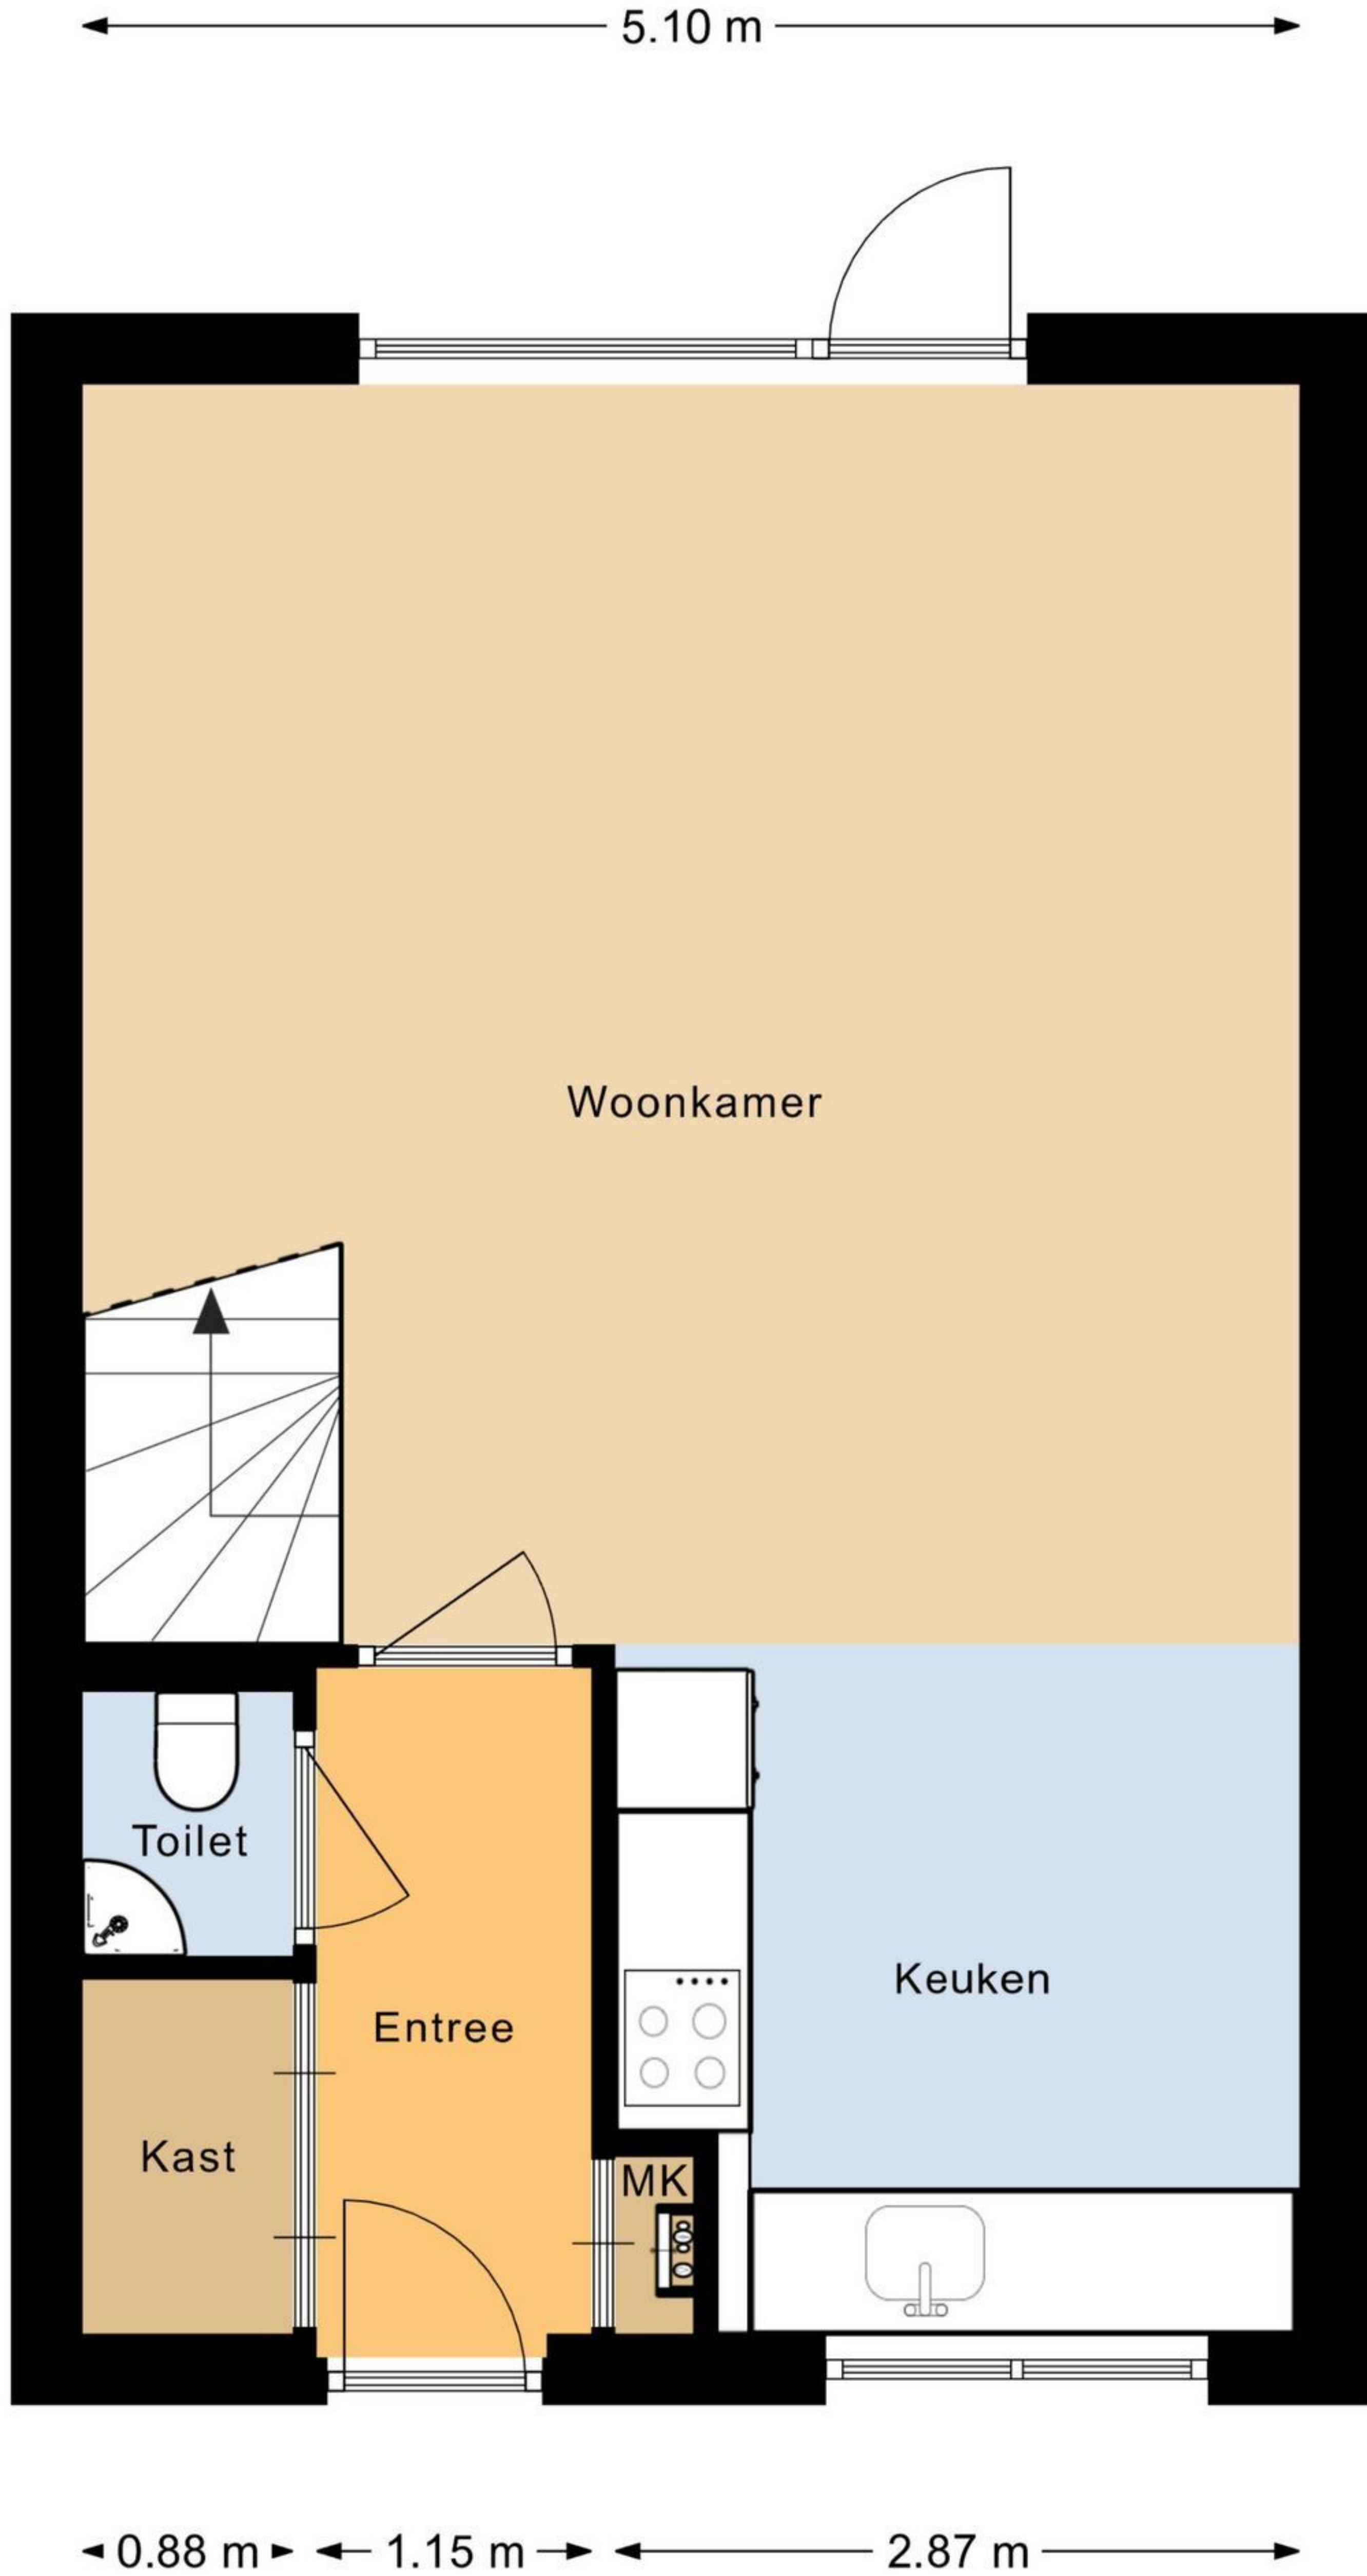 5.10 m
Woonkamer
Toilet
Keuken
Entree
Kast
MK
0.88 m
1.15 m
2.87 m